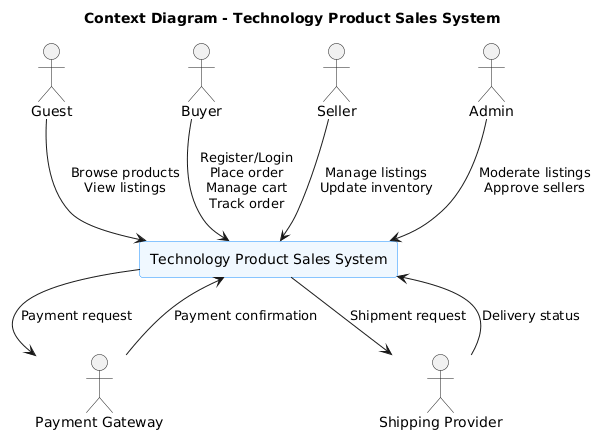 Context Diagram - Technology Product Sales System
Guest
Buyer
Seller
Admin
Browse products
View listings
Register/Login
Place order
Manage cart
Track order
Manage listings
Update inventory
Moderate listings
Approve sellers
Technology Product Sales System
Payment request
Payment confirmation
Shipment request
Delivery status
Payment Gateway
Shipping Provider